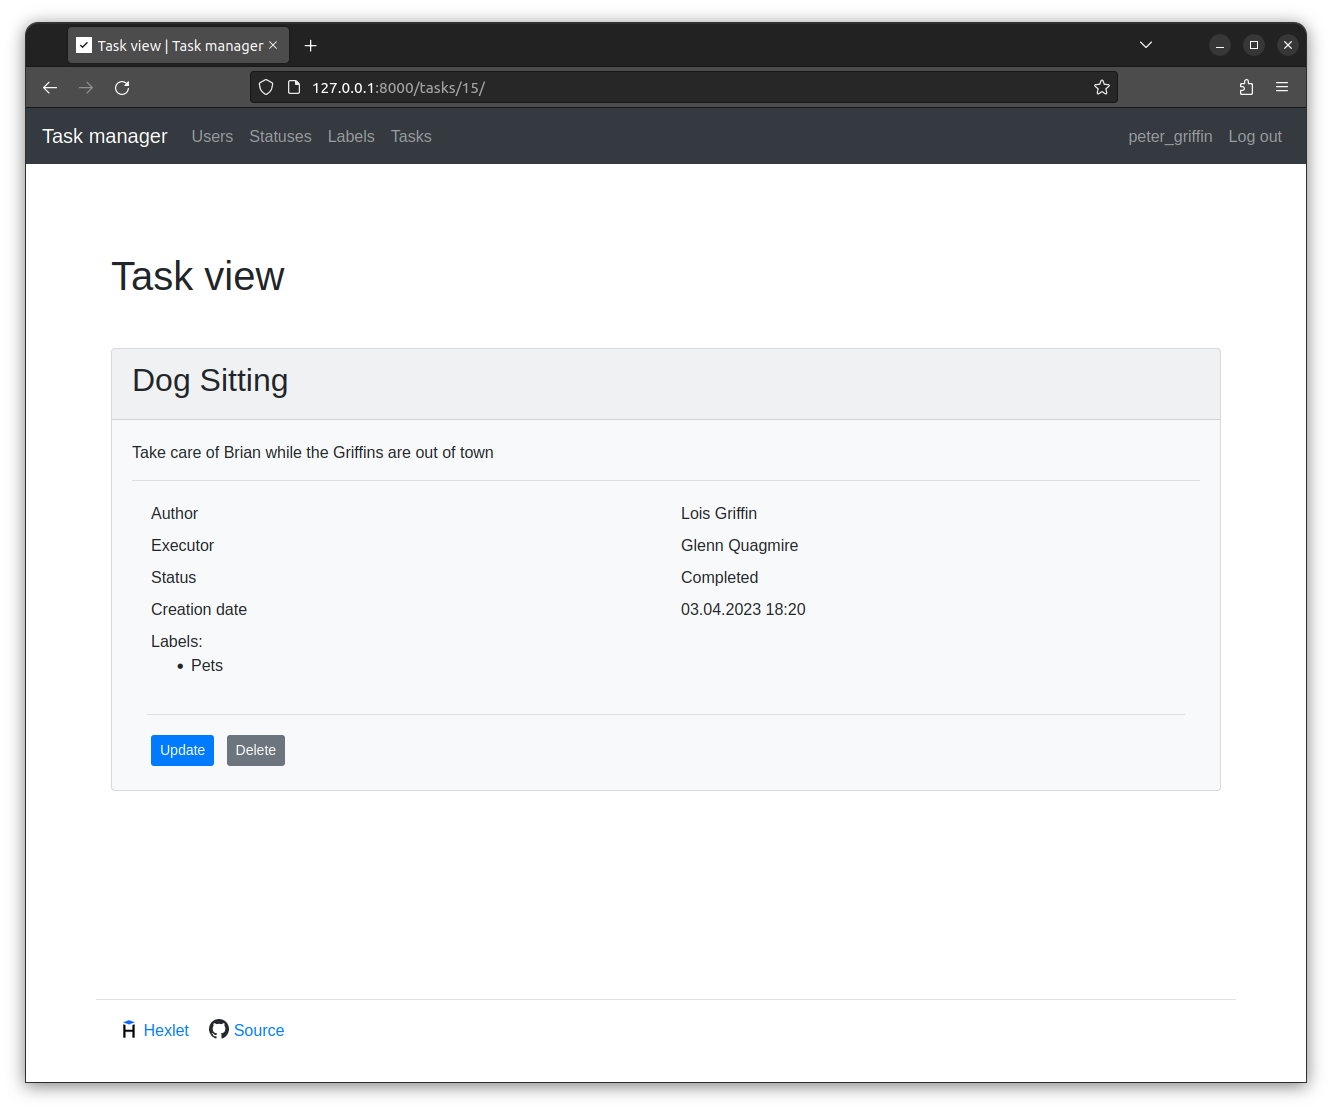 Task view | Task manager
127.0.0.1:8000/tasks/15/
Task manager Users Statuses Labels Tasks peter_griffin Log out
Task view
Dog Sitting
Take care of Brian while the Griffins are out of town
Author Lois Griffin
Executor Glenn Quagmire
Status Completed
Creation date 03.04.2023 18:20
Labels:
• Pets
Update Delete
Hexlet Source